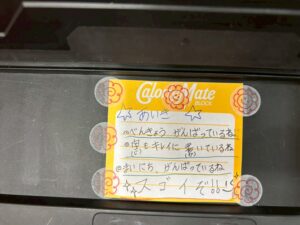 CalorieMate
BLOCK
☆ あいさ ☆
•べんきょう がんばっているね
•字もキレイに 書いているね
•まいにち、がんばっているね
☆スゴイぞ!!